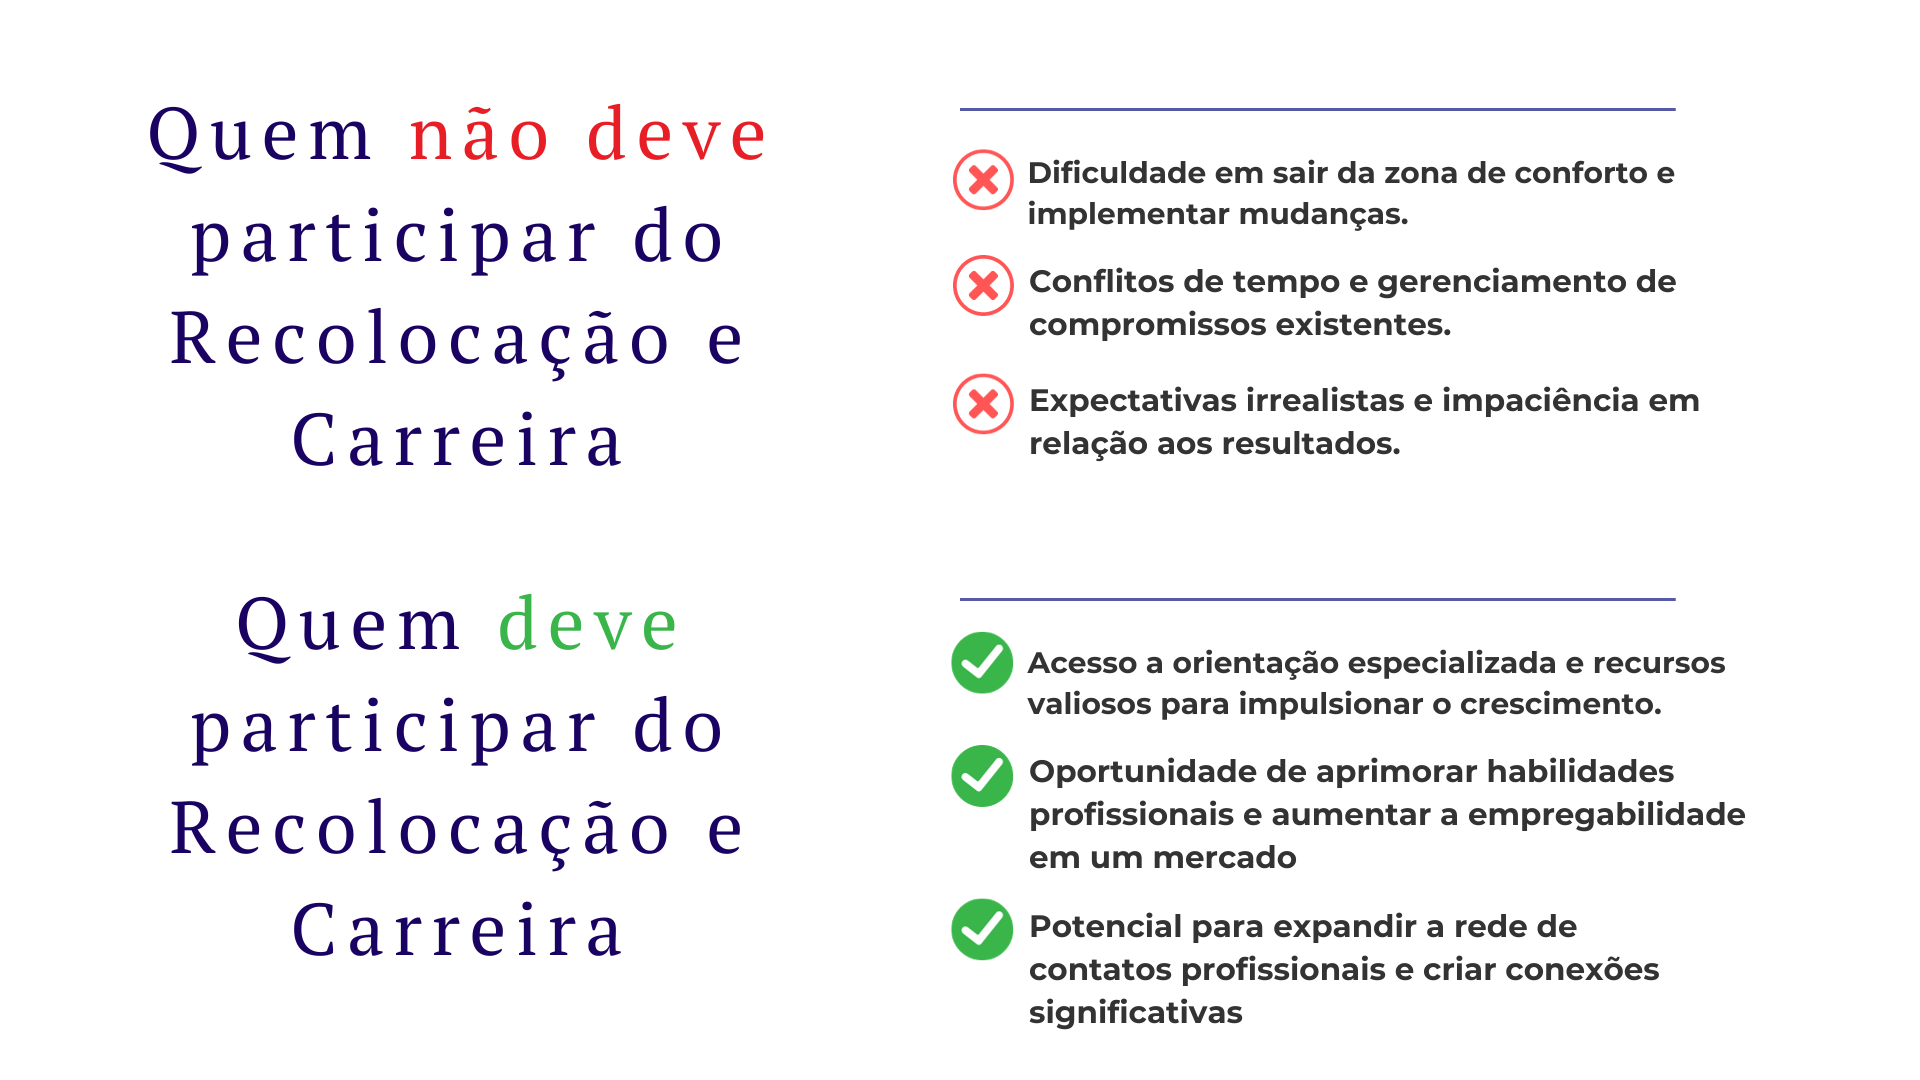 Quem não deve
participar do
Recolocação e
Carreira
Dificuldade em sair da zona de conforto e
implementar mudanças.
Conflitos de tempo e gerenciamento de
compromissos existentes.
Expectativas irrealistas e impaciência em
relação aos resultados.
Quem deve
participar do
Recolocação e
Carreira
Acesso a orientação especializada e recursos
valiosos para impulsionar o crescimento.
Oportunidade de aprimorar habilidades
profissionais e aumentar a empregabilidade
em um mercado
Potencial para expandir a rede de
contatos profissionais e criar conexões
significativas